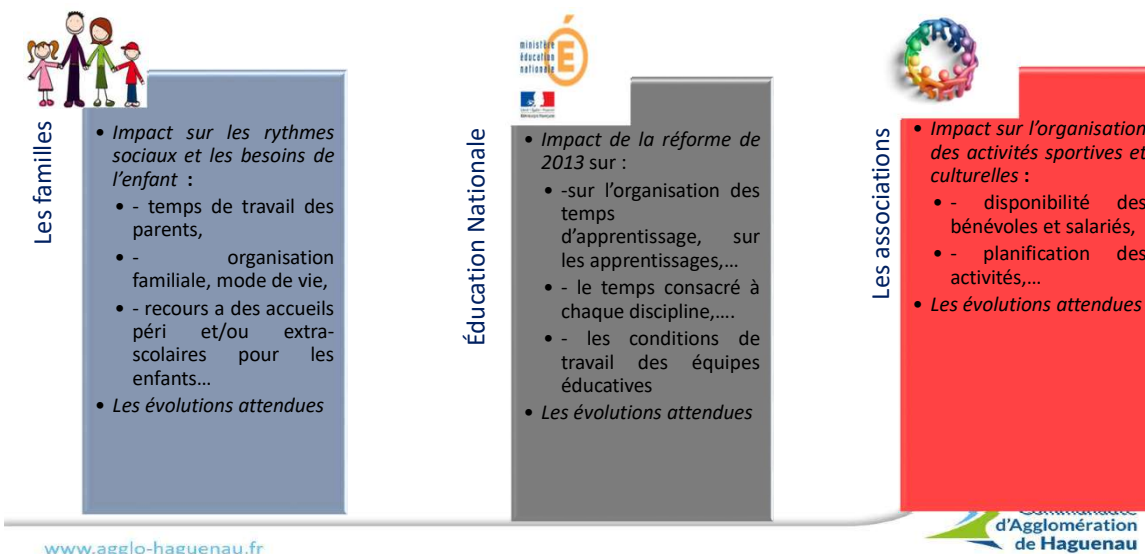 Les familles
• Impact sur les rythmes
sociaux et les besoins de
l’enfant :
• - temps de travail des
parents,
• - organisation
familiale, mode de vie,
• - recours a des accueils
péri et/ou extra-
scolaires pour les
enfants…
• Les évolutions attendues
ministère
éducation
nationale
É
Éducation Nationale
• Impact de la réforme de
2013 sur :
• -sur l’organisation des
temps
d’apprentissage, sur
les apprentissages,…
• - le temps consacré à
chaque discipline,….
• - les conditions de
travail des équipes
éducatives
• Les évolutions attendues
Les associations
• Impact sur l’organisation
des activités sportives et
culturelles :
• - disponibilité des
bénévoles et salariés,
• - planification des
activités,…
• Les évolutions attendues
www.agglo-haguenau.fr
d’Agglomération
de Haguenau